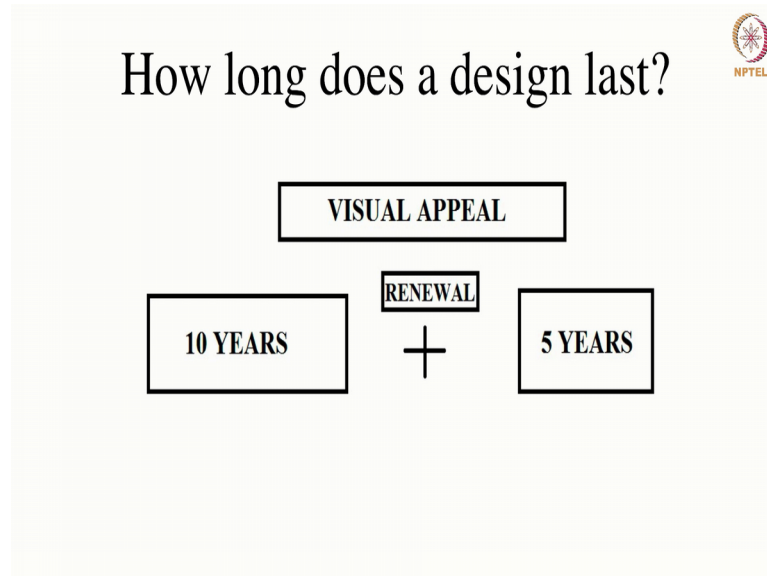 How long does a design last?
NPTEL
VISUAL APPEAL
RENEWAL
10 YEARS + 5 YEARS